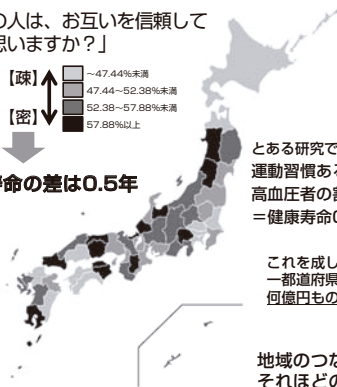 の人は、お互いを信頼して
思いますか？」
【疎】 ～47.44%未満
47.44～52.38%未満
【密】 52.38～57.88%未満
57.88%以上
命の差は0.5年
とある研究で
運動習慣ある
高血圧者の割
＝健康寿命0
これを成し
一都道府県
何億円もの
地域のつな
それほどの